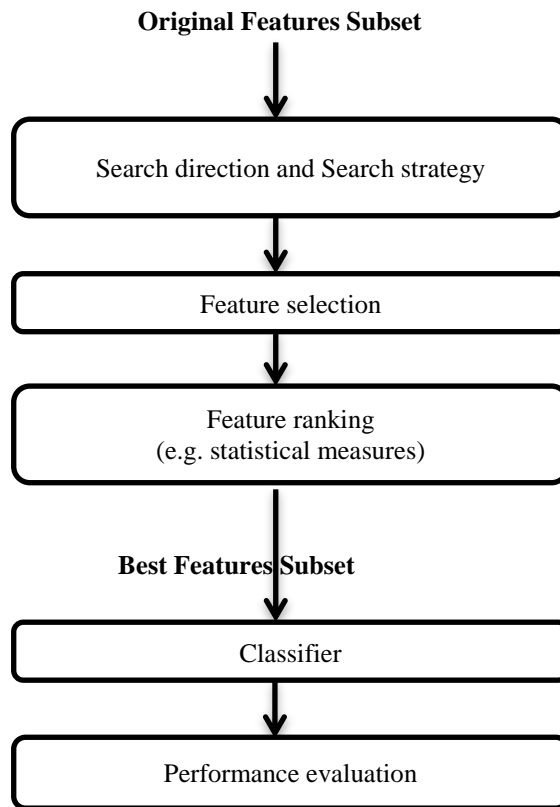 Original Features Subset
Search direction and Search strategy
Feature selection
Feature ranking
(e.g. statistical measures)
Best Features Subset
Classifier
Performance evaluation